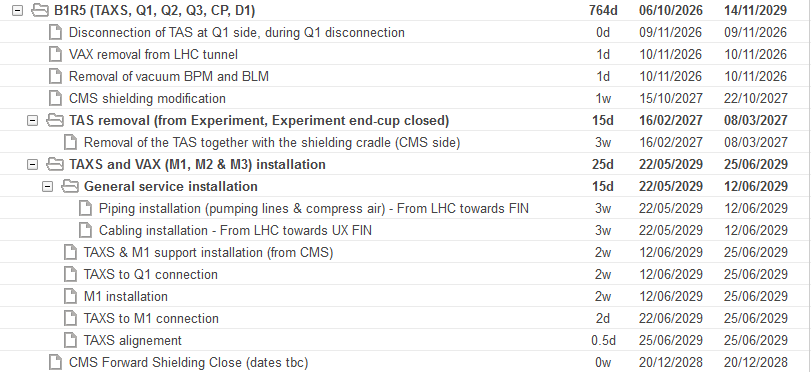 B1R5 (TAXS, Q1, Q2, Q3, CP, D1) 764d 06/10/2026 14/11/2029
Disconnection of TAS at Q1 side, during Q1 disconnection 0d 09/11/2026 09/11/2026
VAX removal from LHC tunnel 1d 10/11/2026 10/11/2026
Removal of vacuum BPM and BLM 1d 10/11/2026 10/11/2026
CMS shielding modification 1w 15/10/2027 22/10/2027
TAS removal (from Experiment, Experiment end-cup closed) 15d 16/02/2027 08/03/2027
Removal of the TAS together with the shielding cradle (CMS side) 3w 16/02/2027 08/03/2027
TAXS and VAX (M1, M2 & M3) installation 25d 22/05/2029 25/06/2029
General service installation 15d 22/05/2029 12/06/2029
Piping installation (pumping lines & compress air) - From LHC towards FIN 3w 22/05/2029 12/06/2029
Cabling installation - From LHC towards UX FIN 3w 22/05/2029 12/06/2029
TAXS & M1 support installation (from CMS) 2w 12/06/2029 25/06/2029
TAXS to Q1 connection 2w 12/06/2029 25/06/2029
M1 installation 2w 12/06/2029 25/06/2029
TAXS to M1 connection 2d 22/06/2029 25/06/2029
TAXS alignement 0.5d 25/06/2029 25/06/2029
CMS Forward Shielding Close (dates tbc) 0w 20/12/2028 20/12/2028